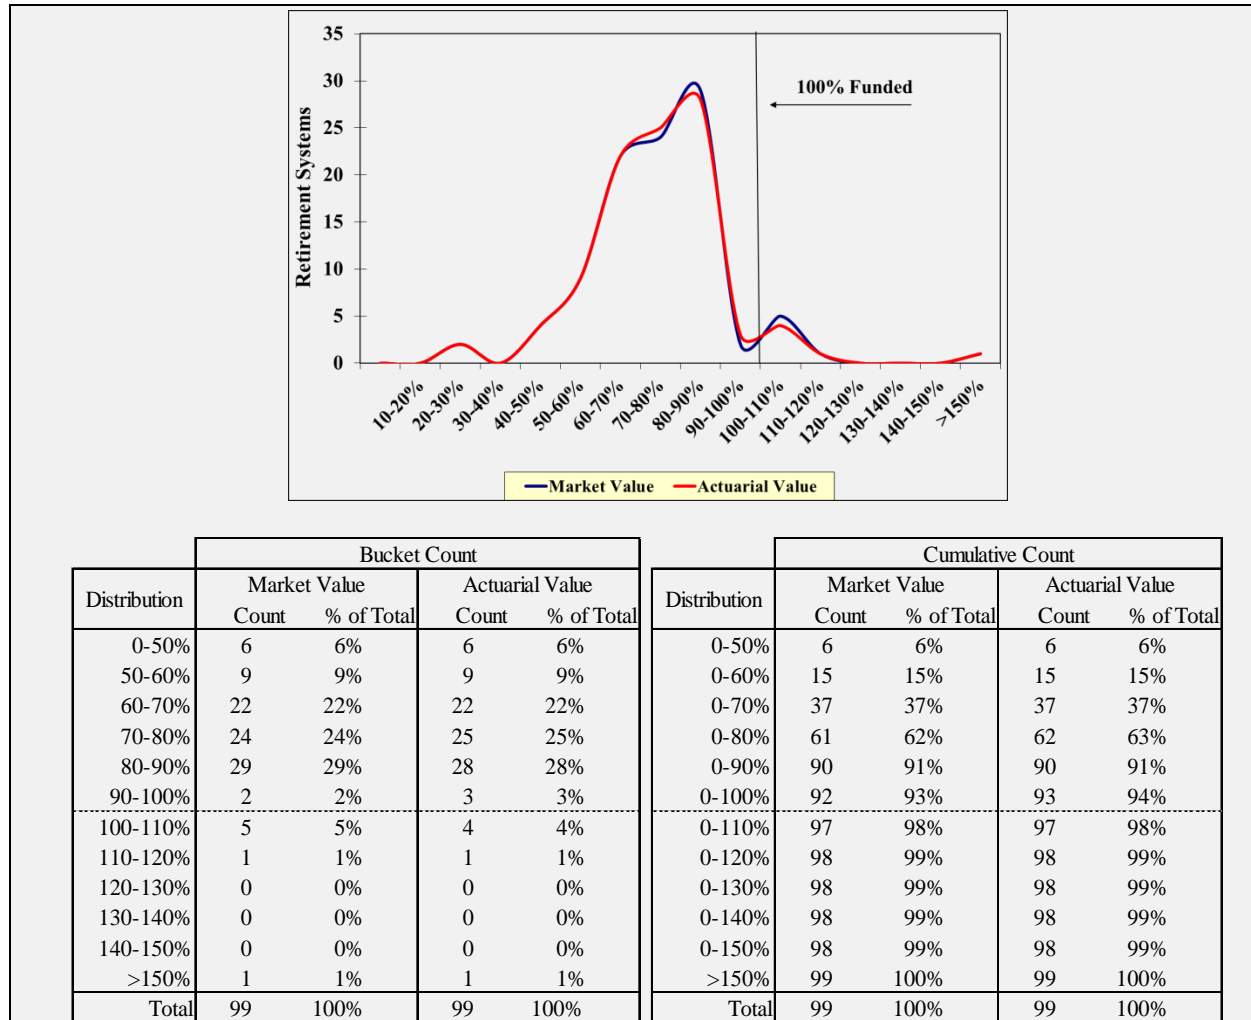 35
30
25
20
15
10
5
0
Retirement Systems
100% Funded
10-20%
20-30%
30-40%
40-50%
50-60%
60-70%
70-80%
80-90%
90-100%
100-110%
110-120%
120-130%
130-140%
140-150%
>150%
Market Value Actuarial Value
Bucket Count Cumulative Count
Distribution Market Value Actuarial Value Distribution Market Value Actuarial Value
Count % of Total Count % of Total Count % of Total Count % of Total
0-50% 6 6% 6 6% 0-50% 6 6% 6 6%
50-60% 9 9% 9 9% 0-60% 15 15% 15 15%
60-70% 22 22% 22 22% 0-70% 37 37% 37 37%
70-80% 24 24% 25 25% 0-80% 61 62% 62 63%
80-90% 29 29% 28 28% 0-90% 90 91% 90 91%
90-100% 2 2% 3 3% 0-100% 92 93% 93 94%
100-110% 5 5% 4 4% 0-110% 97 98% 97 98%
110-120% 1 1% 1 1% 0-120% 98 99% 98 99%
120-130% 0 0% 0 0% 0-130% 98 99% 98 99%
130-140% 0 0% 0 0% 0-140% 98 99% 98 99%
140-150% 0 0% 0 0% 0-150% 98 99% 98 99%
>150% 1 1% 1 1% >150% 99 100% 99 100%
Total 99 100% 99 100% Total 99 100% 99 100%